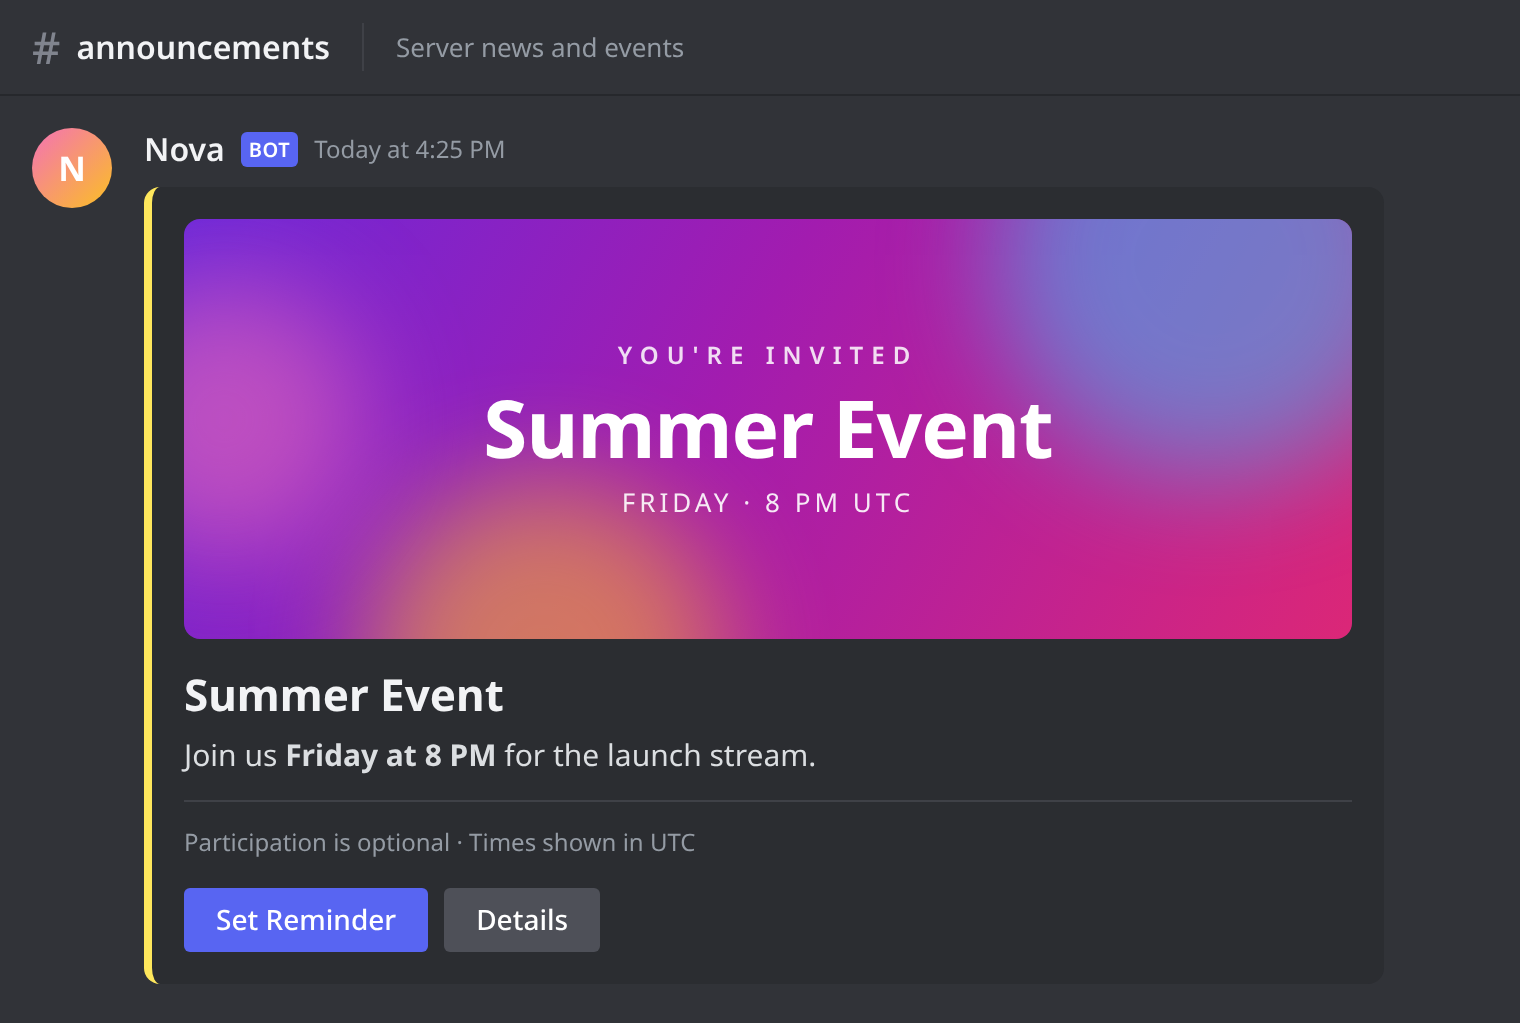 # announcements Server news and events
N
Nova BOT Today at 4:25 PM
YOU'RE INVITED
Summer Event
FRIDAY · 8 PM UTC
Summer Event
Join us Friday at 8 PM for the launch stream.
Participation is optional · Times shown in UTC
Set Reminder Details